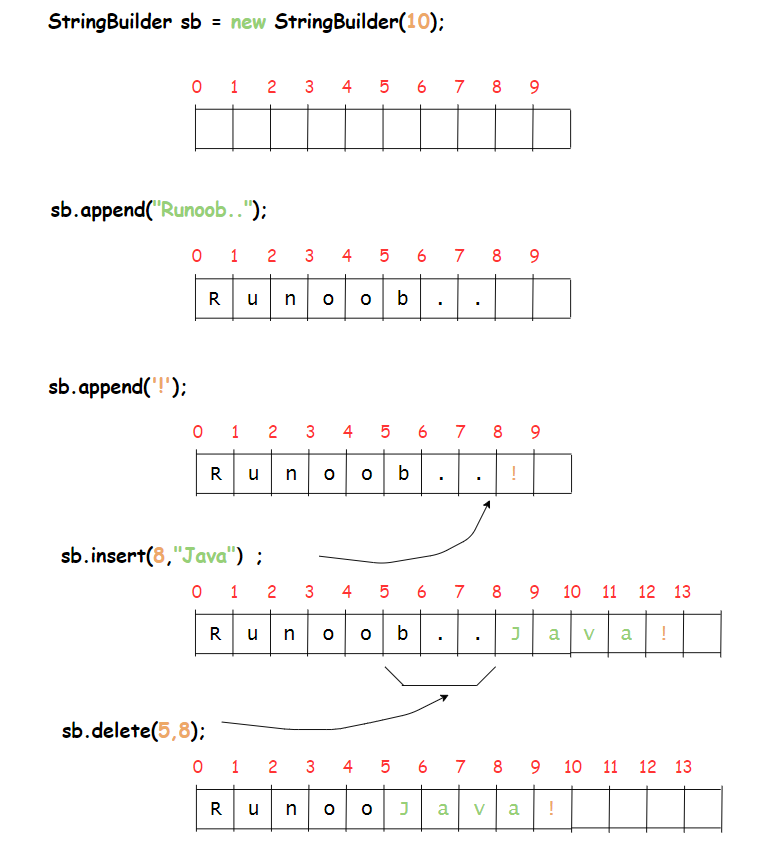 StringBuilder sb = new StringBuilder(10);
0 1 2 3 4 5 6 7 8 9
sb.append("Runoob..");
0 1 2 3 4 5 6 7 8 9
R u n o o b . .
sb.append('!');
0 1 2 3 4 5 6 7 8 9
R u n o o b . . !
sb.insert(8,"Java") ;
0 1 2 3 4 5 6 7 8 9 10 11 12 13
R u n o o b . . J a v a !
sb.delete(5,8);
0 1 2 3 4 5 6 7 8 9 10 11 12 13
R u n o o J a v a !